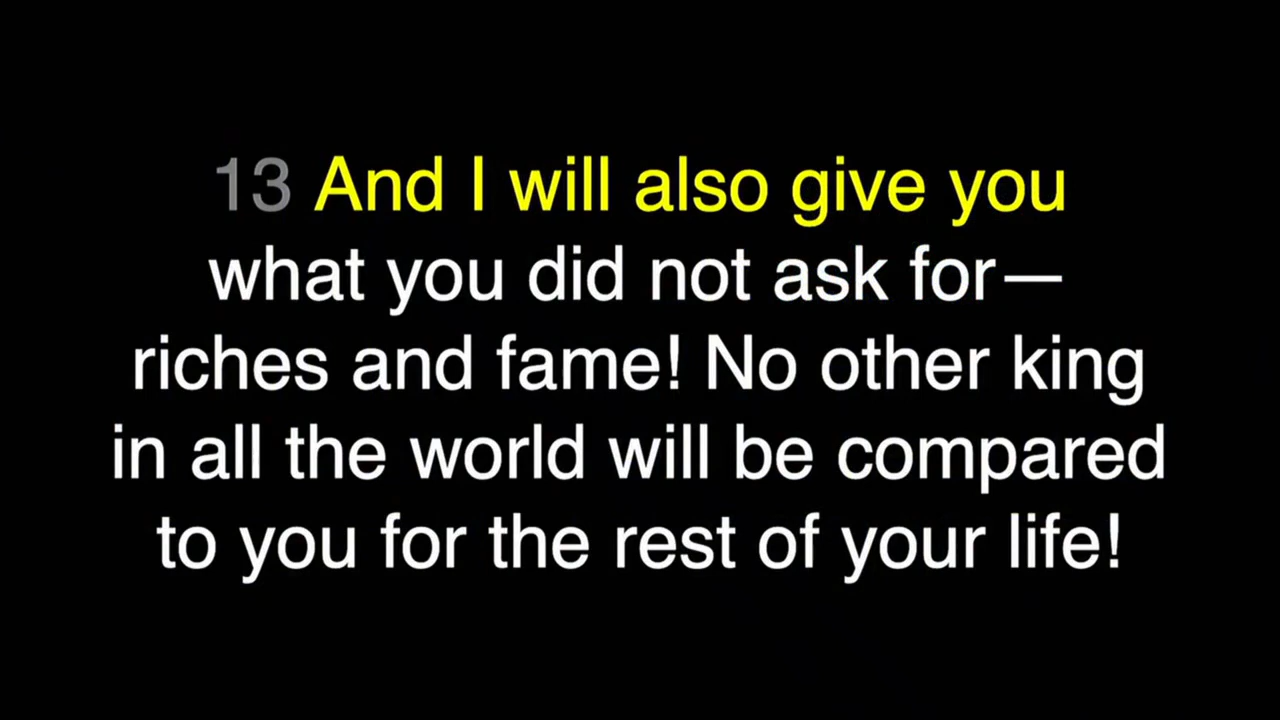 13 And I will also give you
what you did not ask for—
riches and fame! No other king
in all the world will be compared
to you for the rest of your life!